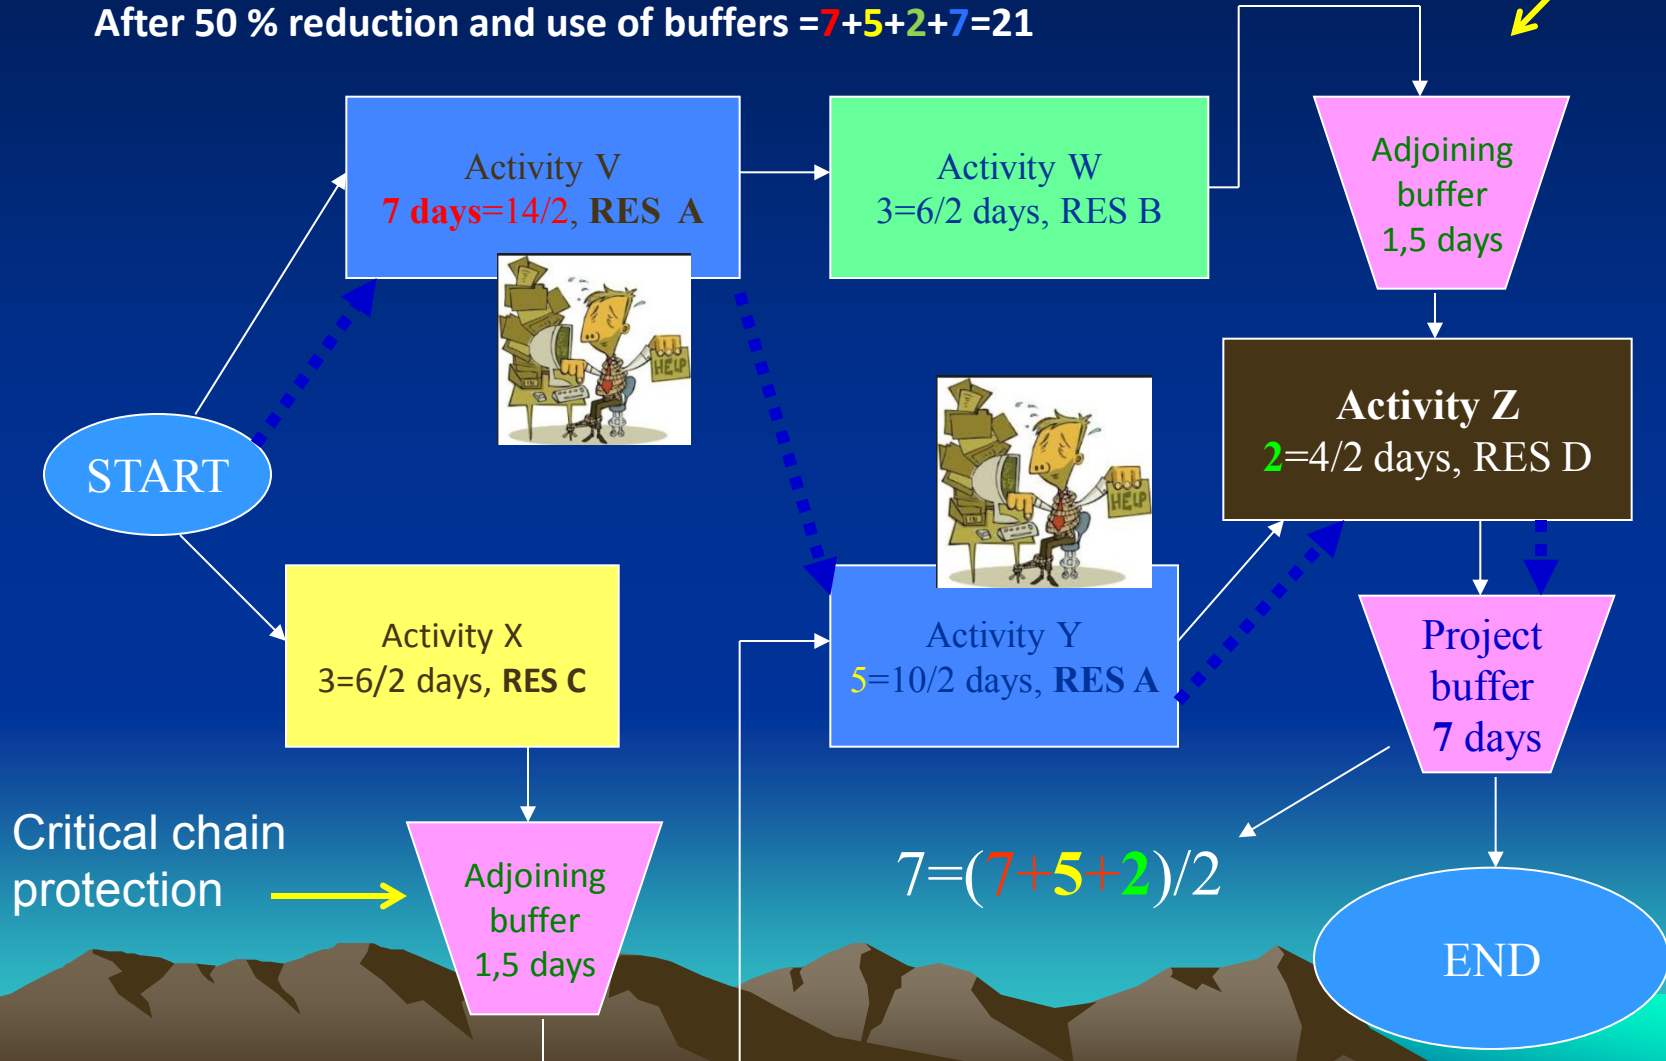 After 50 % reduction and use of buffers =7+5+2+7=21
Activity V
7 days=14/2, RES A
Activity W
3=6/2 days, RES B
Adjoining
buffer
1,5 days
HELP
HELP
Activity Z
2=4/2 days, RES D
START
Activity X
3=6/2 days, RES C
Activity Y
5=10/2 days, RES A
Project
buffer
7 days
Critical chain
protection
Adjoining
buffer
1,5 days
7=(7+5+2)/2
END